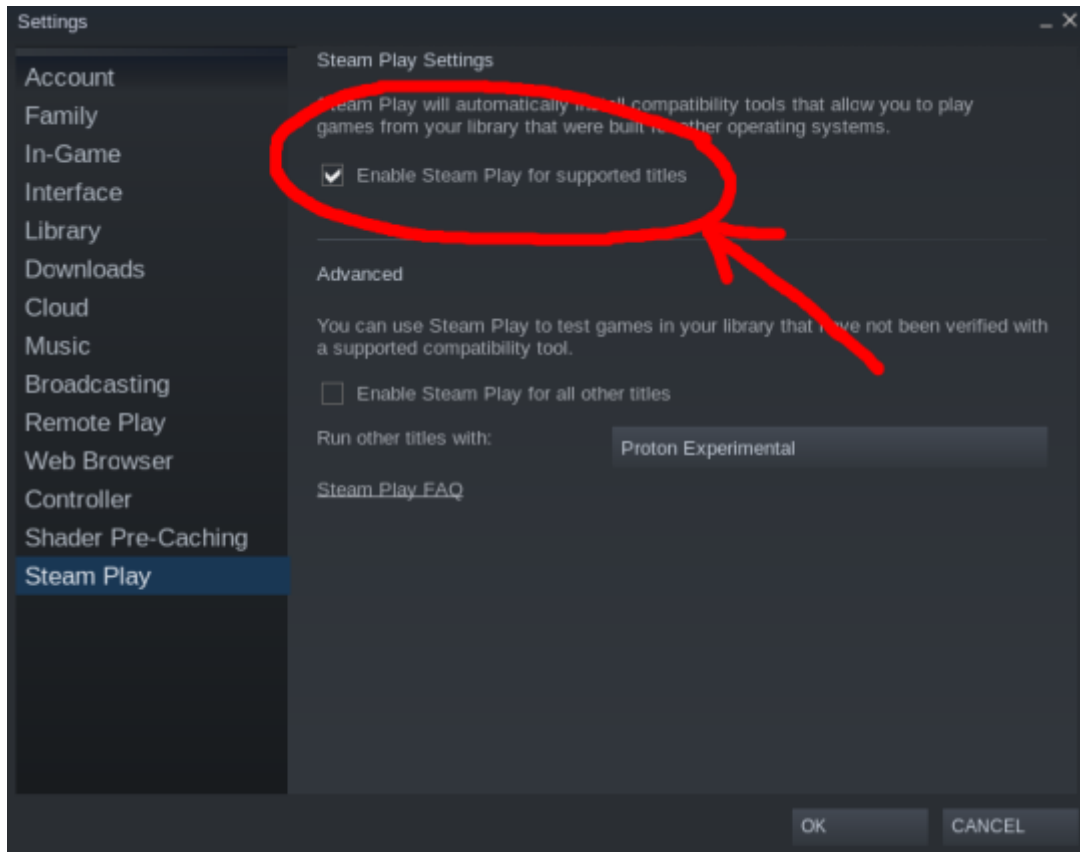 Settings
Account
Family
In-Game
Interface
Library
Downloads
Cloud
Music
Broadcasting
Remote Play
Web Browser
Controller
Shader Pre-Caching
Steam Play
Steam Play Settings
Steam Play will automatically install compatibility tools that allow you to play
games from your library that were built for other operating systems.
Enable Steam Play for supported titles
Advanced
You can use Steam Play to test games in your library that have not been verified with
a supported compatibility tool.
Enable Steam Play for all other titles
Run other titles with:
Proton Experimental
Steam Play FAQ
OK
CANCEL